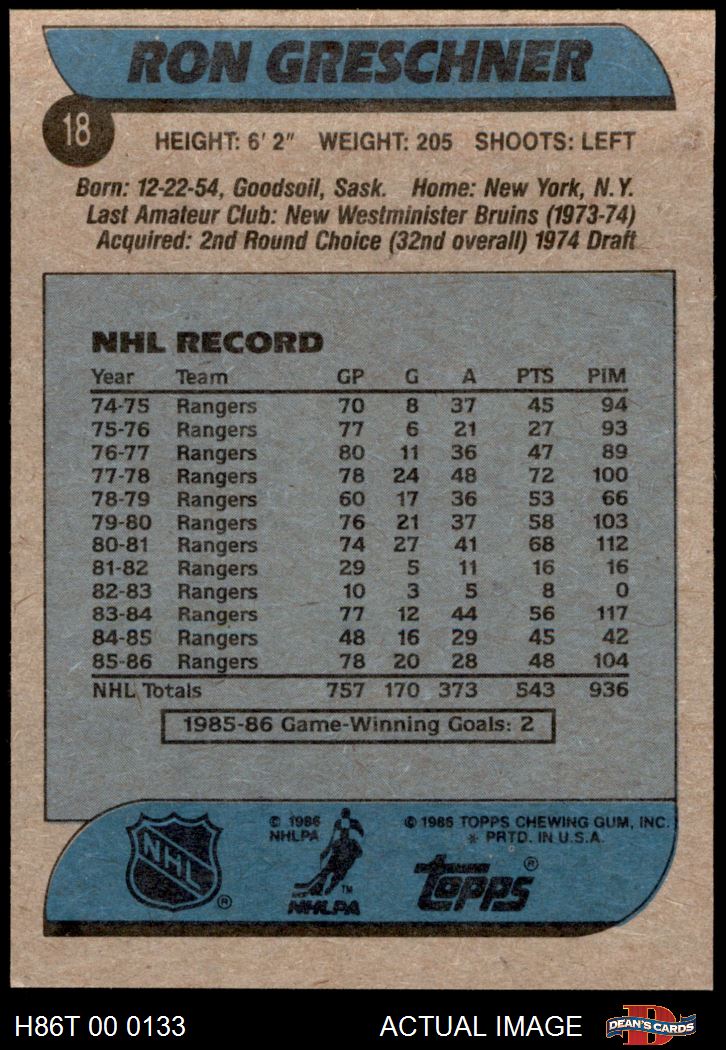 RON GRESCHNER
18
HEIGHT: 6' 2" WEIGHT: 205 SHOOTS: LEFT
Born: 12-22-54, Goodsoil, Sask. Home: New York, N.Y.
Last Amateur Club: New Westminister Bruins (1973-74)
Acquired: 2nd Round Choice (32nd overall) 1974 Draft
NHL RECORD
Year Team GP G A PTS PIM
74-75 Rangers 70 8 37 45 94
75-76 Rangers 77 6 21 27 93
76-77 Rangers 80 11 36 47 89
77-78 Rangers 78 24 48 72 100
78-79 Rangers 60 17 36 53 66
79-80 Rangers 76 21 37 58 103
80-81 Rangers 74 27 41 68 112
81-82 Rangers 29 5 11 16 16
82-83 Rangers 10 3 5 8 0
83-84 Rangers 77 12 44 56 117
84-85 Rangers 48 16 29 45 42
85-86 Rangers 78 20 28 48 104
NHL Totals 757 170 373 543 936
1985-86 Game-Winning Goals: 2
NHL ®
© 1986
NHLPA
™
NHLPA
© 1986 TOPPS CHEWING GUM, INC.
* PRTD. IN U.S.A.
topps ®
H86T 00 0133 ACTUAL IMAGE
D
DEAN'S CARDS